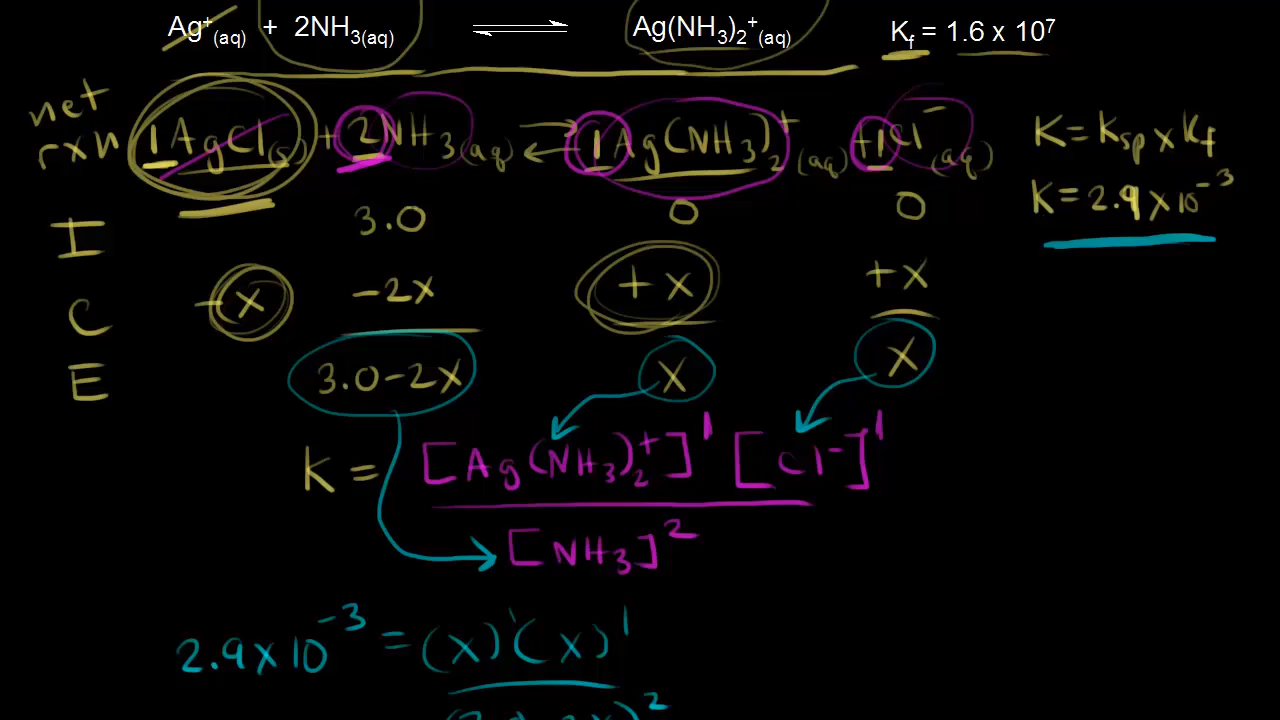 Ag⁺(aq) + 2NH₃(aq) ⇌ Ag(NH₃)₂⁺(aq) Kf = 1.6 x 10⁷
net
rxn 1AgCl(s) + 2NH₃(aq) ⇌ 1Ag(NH₃)₂⁺(aq) + 1Cl⁻(aq)
K = Ksp x Kf
K = 2.9 x 10⁻³
I 3.0 0 0
C -x -2x +x +x
E 3.0-2x x x
K = [Ag(NH₃)₂⁺]¹ [Cl⁻]¹
[NH₃]²
2.9 x 10⁻³ = (x)¹(x)¹